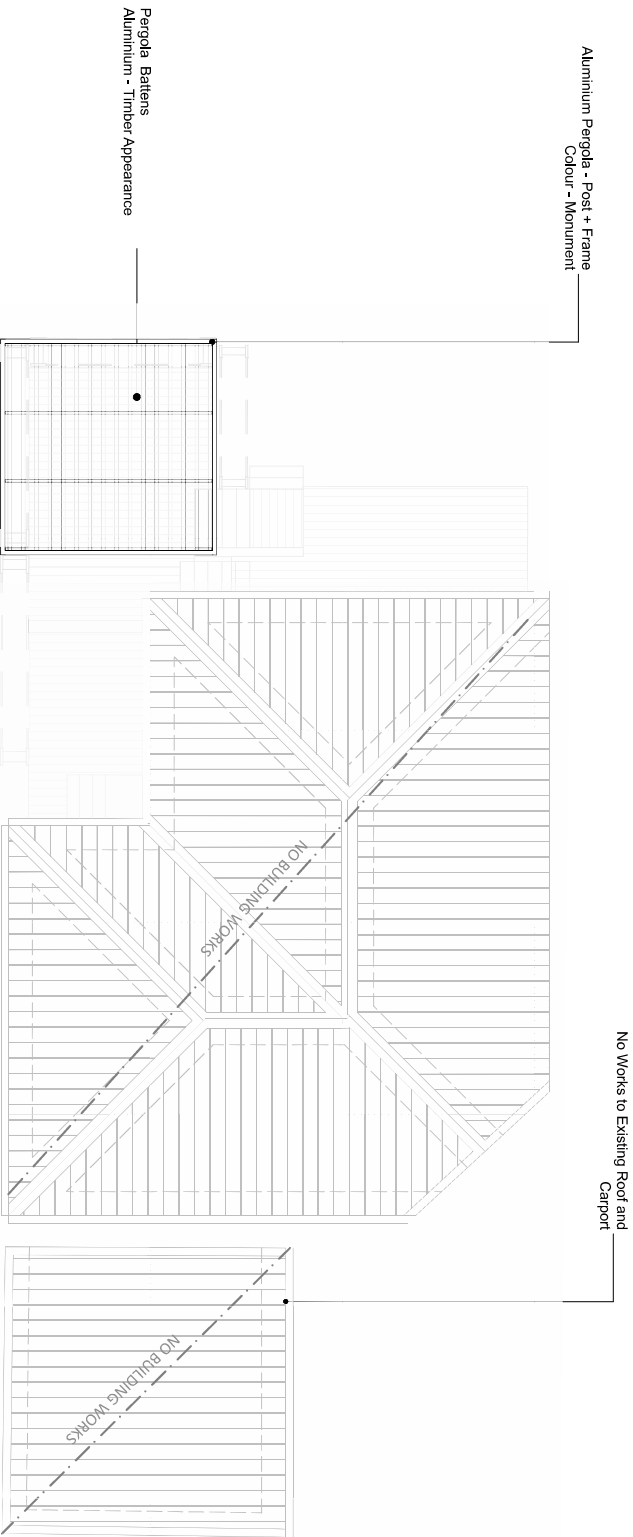 Pergola Battens
Aluminium - Timber Appearance
Aluminium Pergola - Post + Frame
Colour - Monument
NO BUILDING WORKS
No Works to Existing Roof and
Carport
NO BUILDING WORKS